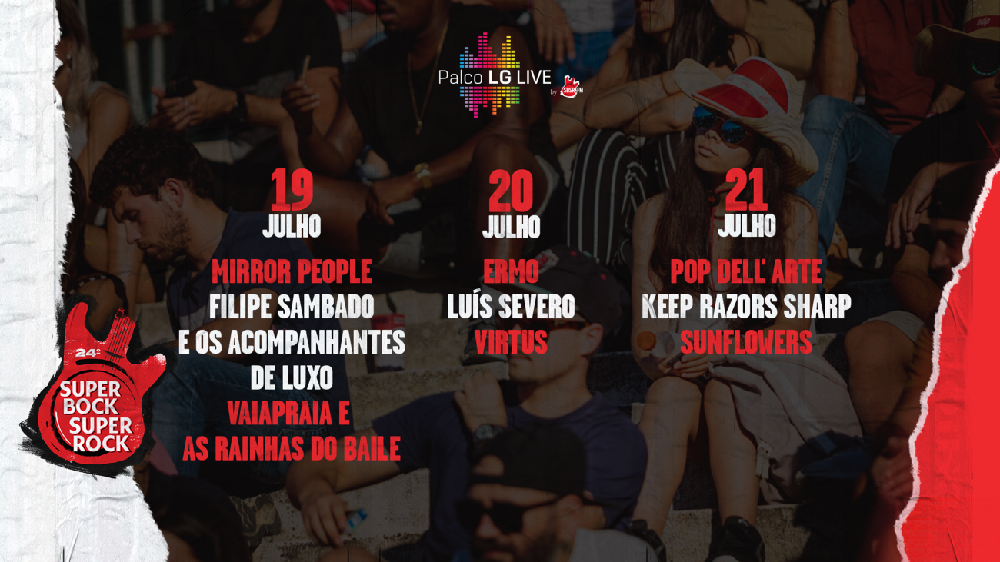 Palco LG LIVE
by SBSR.FM
19
JULHO
MIRROR PEOPLE
FILIPE SAMBADO
E OS ACOMPANHANTES
DE LUXO
VAIAPRAIA E
AS RAINHAS DO BAILE
20
JULHO
ERMO
LUÍS SEVERO
VIRTUS
21
JULHO
POP DELL' ARTE
KEEP RAZORS SHARP
SUNFLOWERS
24º
SUPER
BOCK
SUPER
ROCK